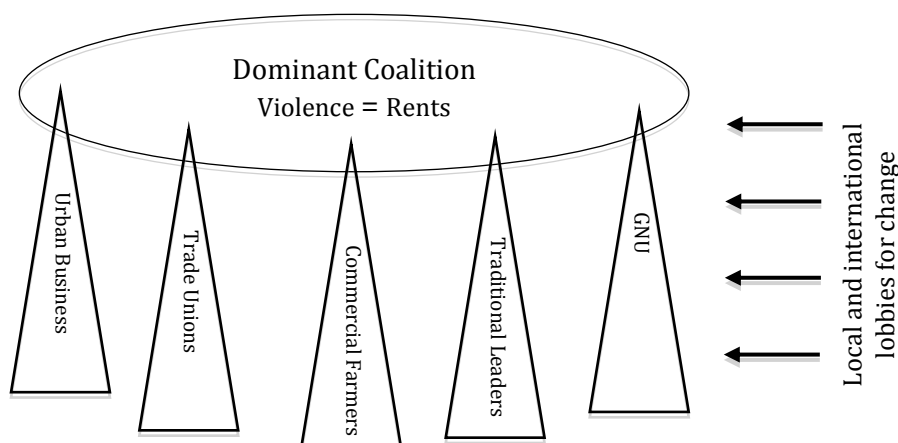 Dominant Coalition
Violence = Rents
Urban Business
Trade Unions
Commercial Farmers
Traditional Leaders
GNU
Local and international
lobbies for change